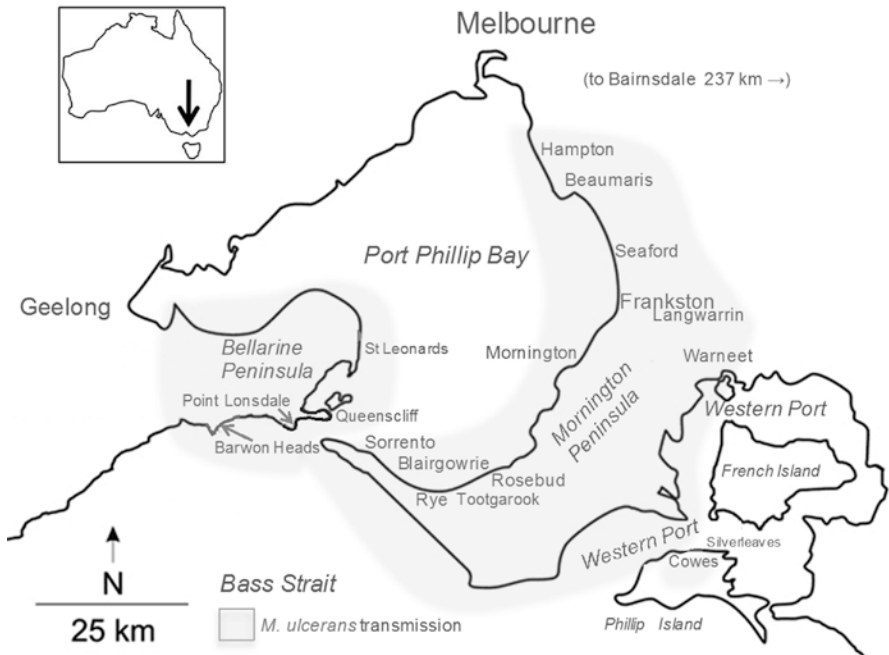 Melbourne
(to Bairnsdale 237 km →)
Hampton
Beaumaris
Port Phillip Bay
Seaford
Geelong
Frankston
Langwarrin
Bellarine
Peninsula
St Leonards
Mornington
Warneet
Mornington
Peninsula
Point Lonsdale
Queenscliff
Western Port
Barwon Heads
Sorrento
Blairgowrie
French Island
Rosebud
Rye
Tootgarook
Western Port
Silverleaves
Cowes
N
Bass Strait
25 km
M. ulcerans transmission
Phillip Island